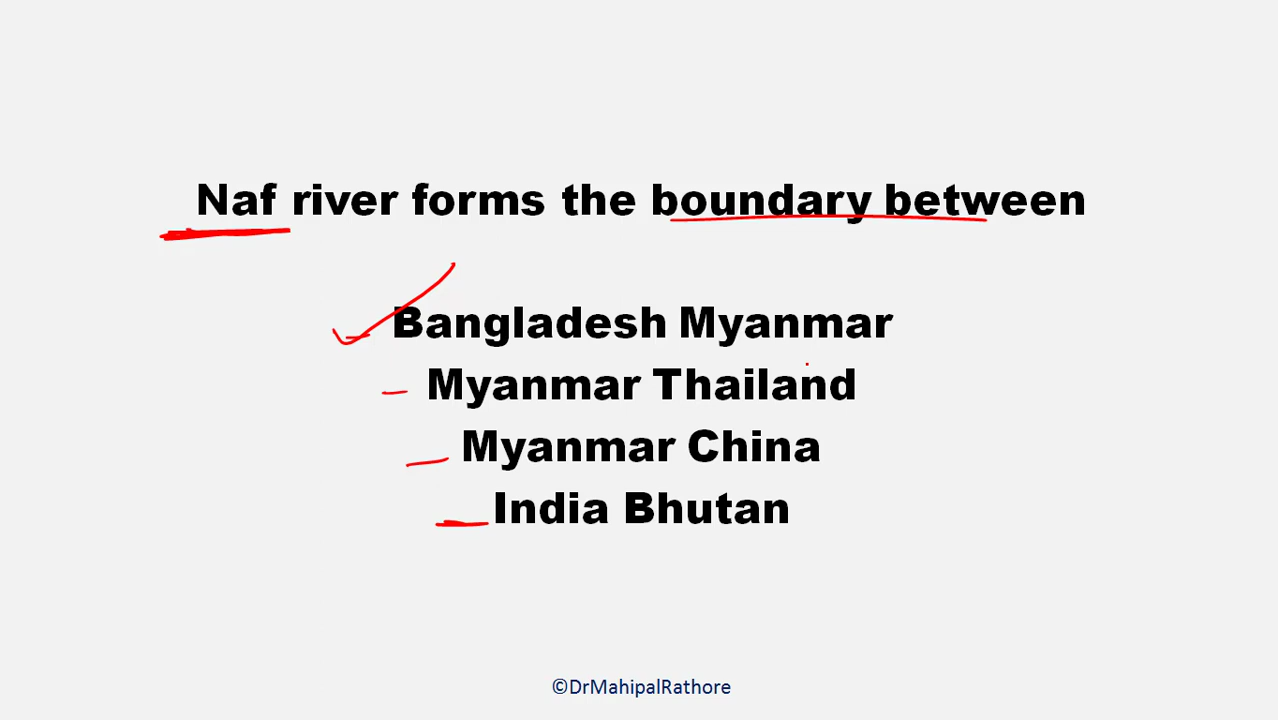 Naf river forms the boundary between
Bangladesh Myanmar
Myanmar Thailand
Myanmar China
India Bhutan
©DrMahipalRathore